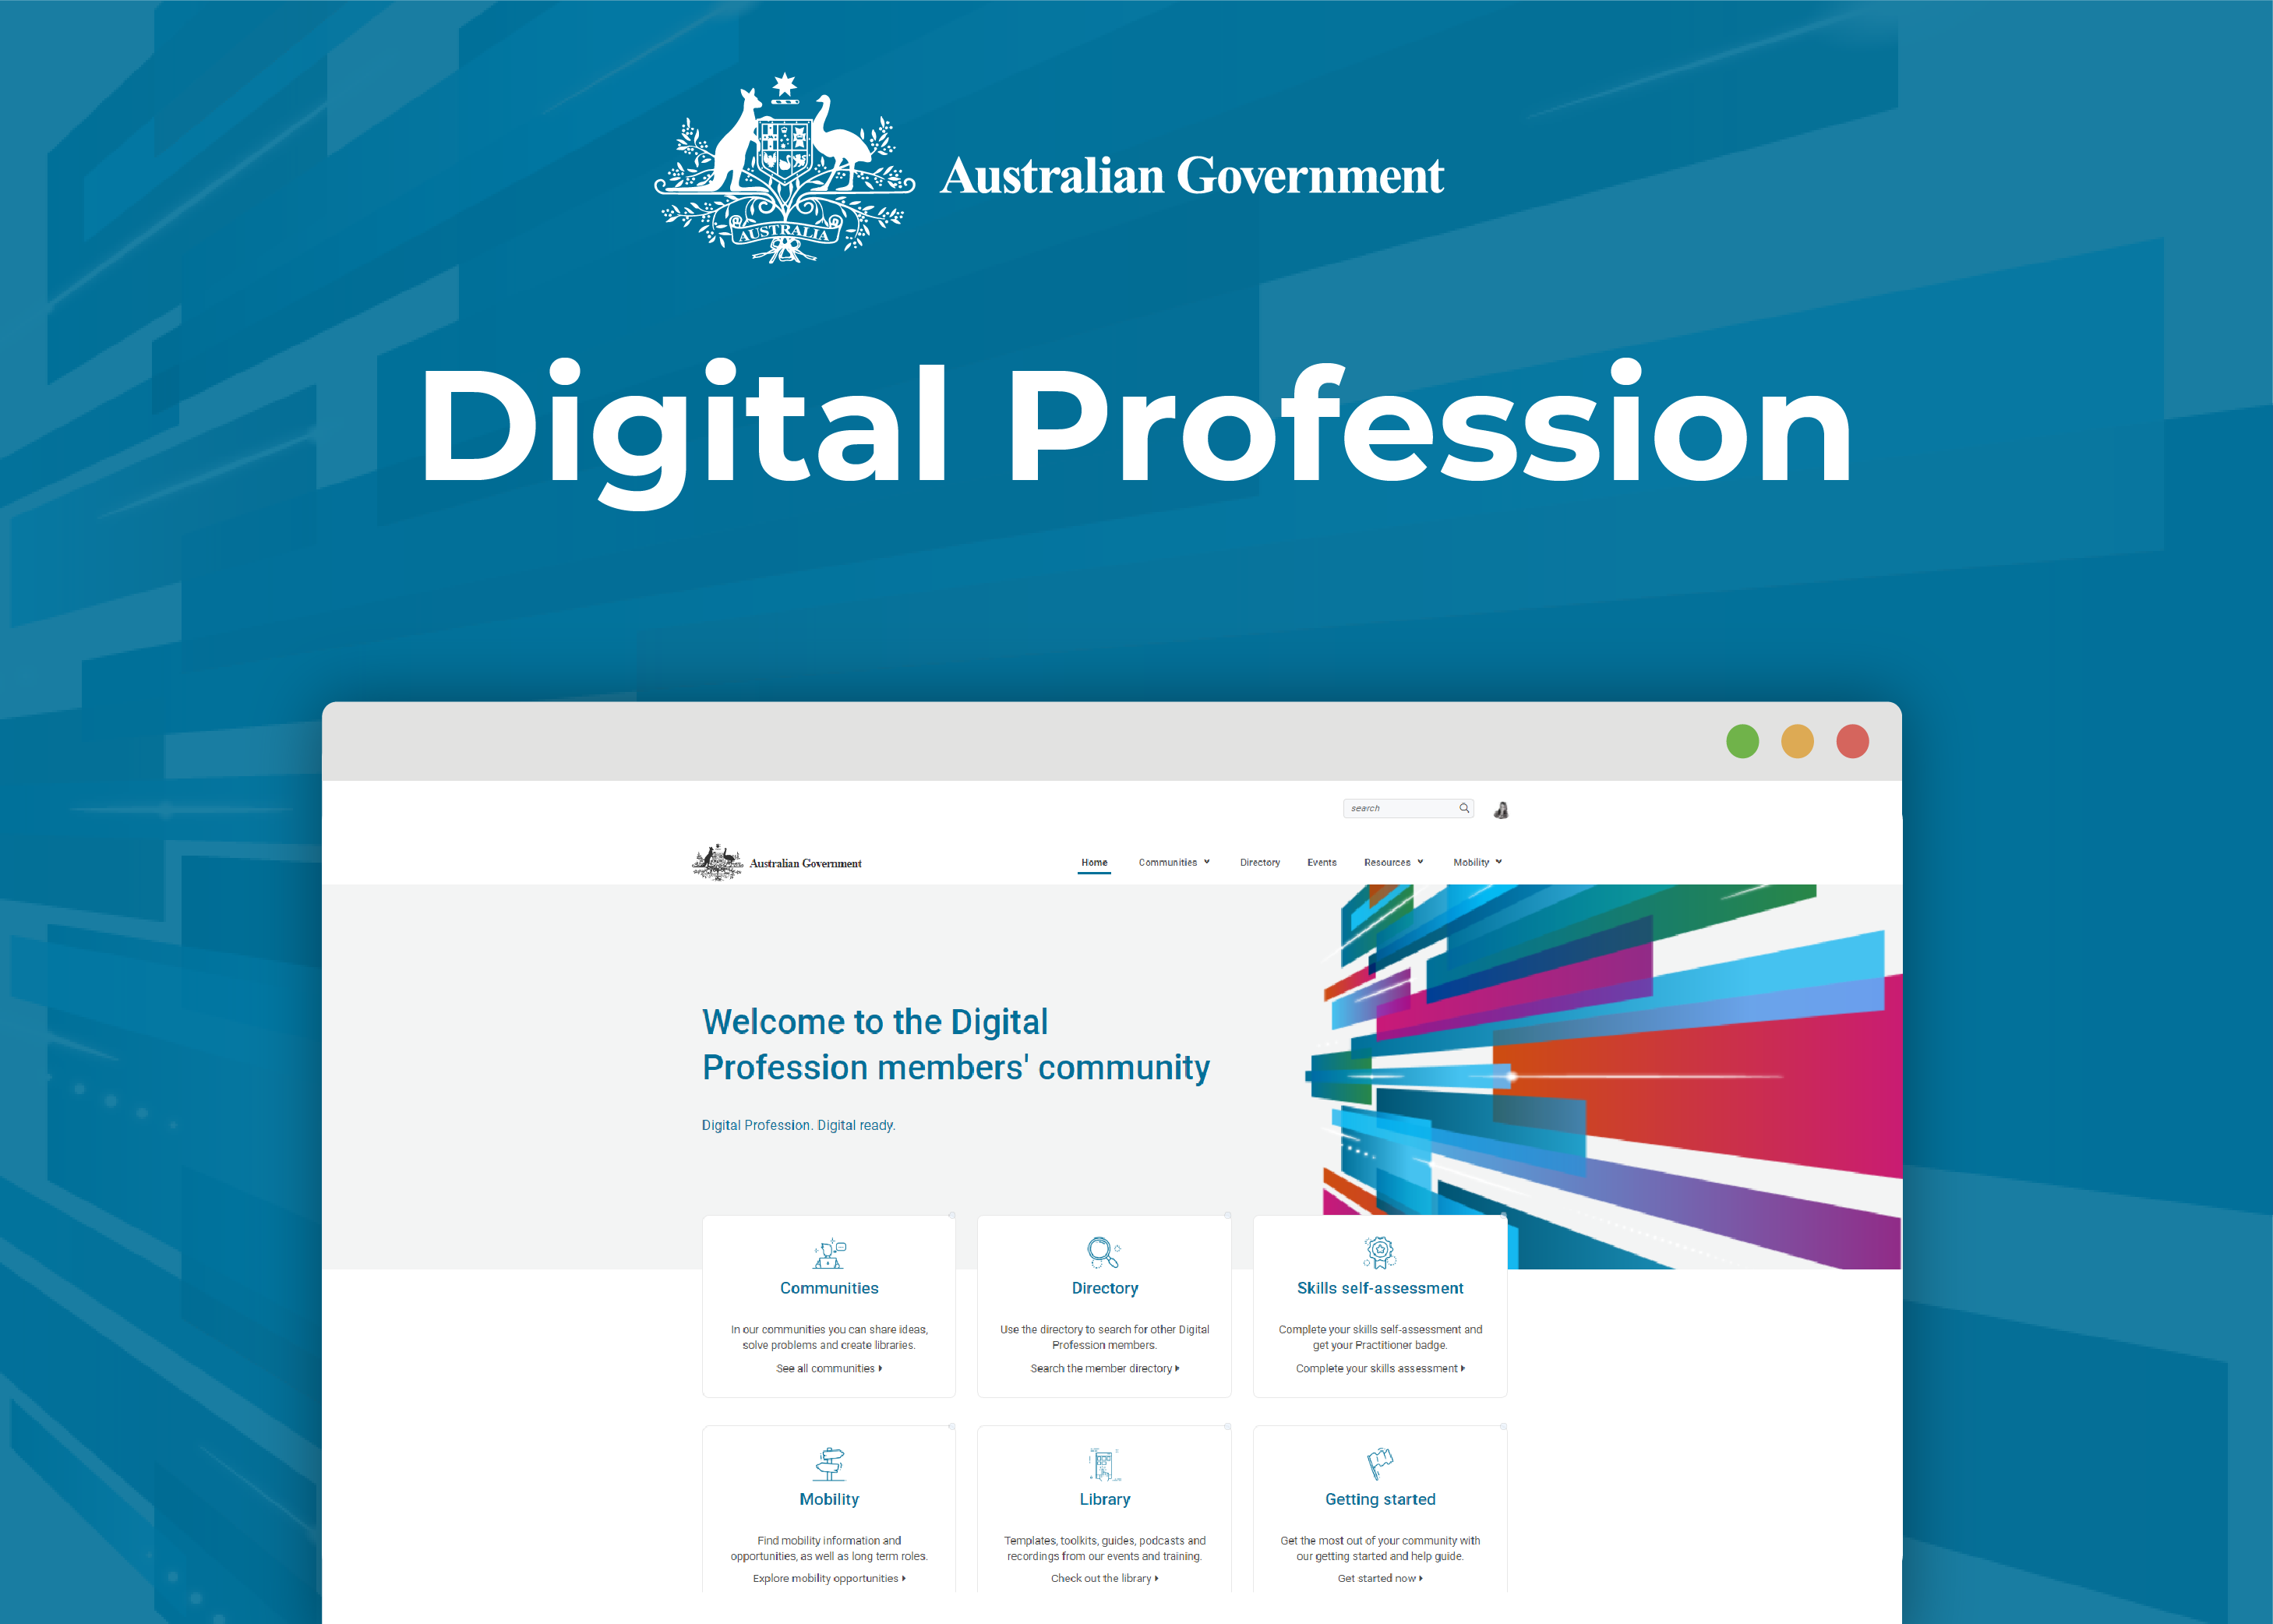 AUSTRALIA
Australian Government
Digital Profession
search
Australian Government
Home Communities Directory Events Resources Mobility
Welcome to the Digital
Profession members' community
Digital Profession. Digital ready.
Communities
In our communities you can share ideas,
solve problems and create libraries.
See all communities
Directory
Use the directory to search for other Digital
Profession members.
Search the member directory
Skills self-assessment
Complete your skills self-assessment and
get your Practitioner badge.
Complete your skills assessment
Mobility
Find mobility information and
opportunities, as well as long term roles.
Explore mobility opportunities
Library
Templates, toolkits, guides, podcasts and
recordings from our events and training.
Check out the library
Getting started
Get the most out of your community with
our getting started and help guide.
Get started now